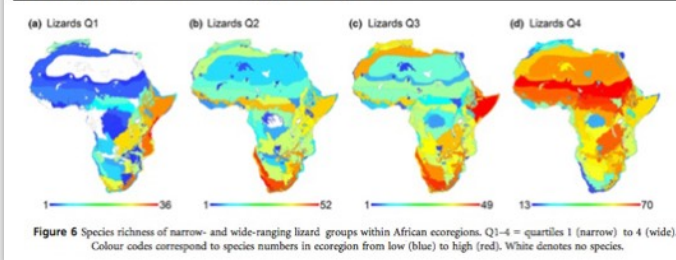 (a) Lizards Q1
(b) Lizards Q2
(c) Lizards Q3
(d) Lizards Q4
1 36
1 52
1 49
13 70
Figure 6 Species richness of narrow- and wide-ranging lizard groups within African ecoregions. Q1-4 = quartiles 1 (narrow) to 4 (wide).
Colour codes correspond to species numbers in ecoregion from low (blue) to high (red). White denotes no species.